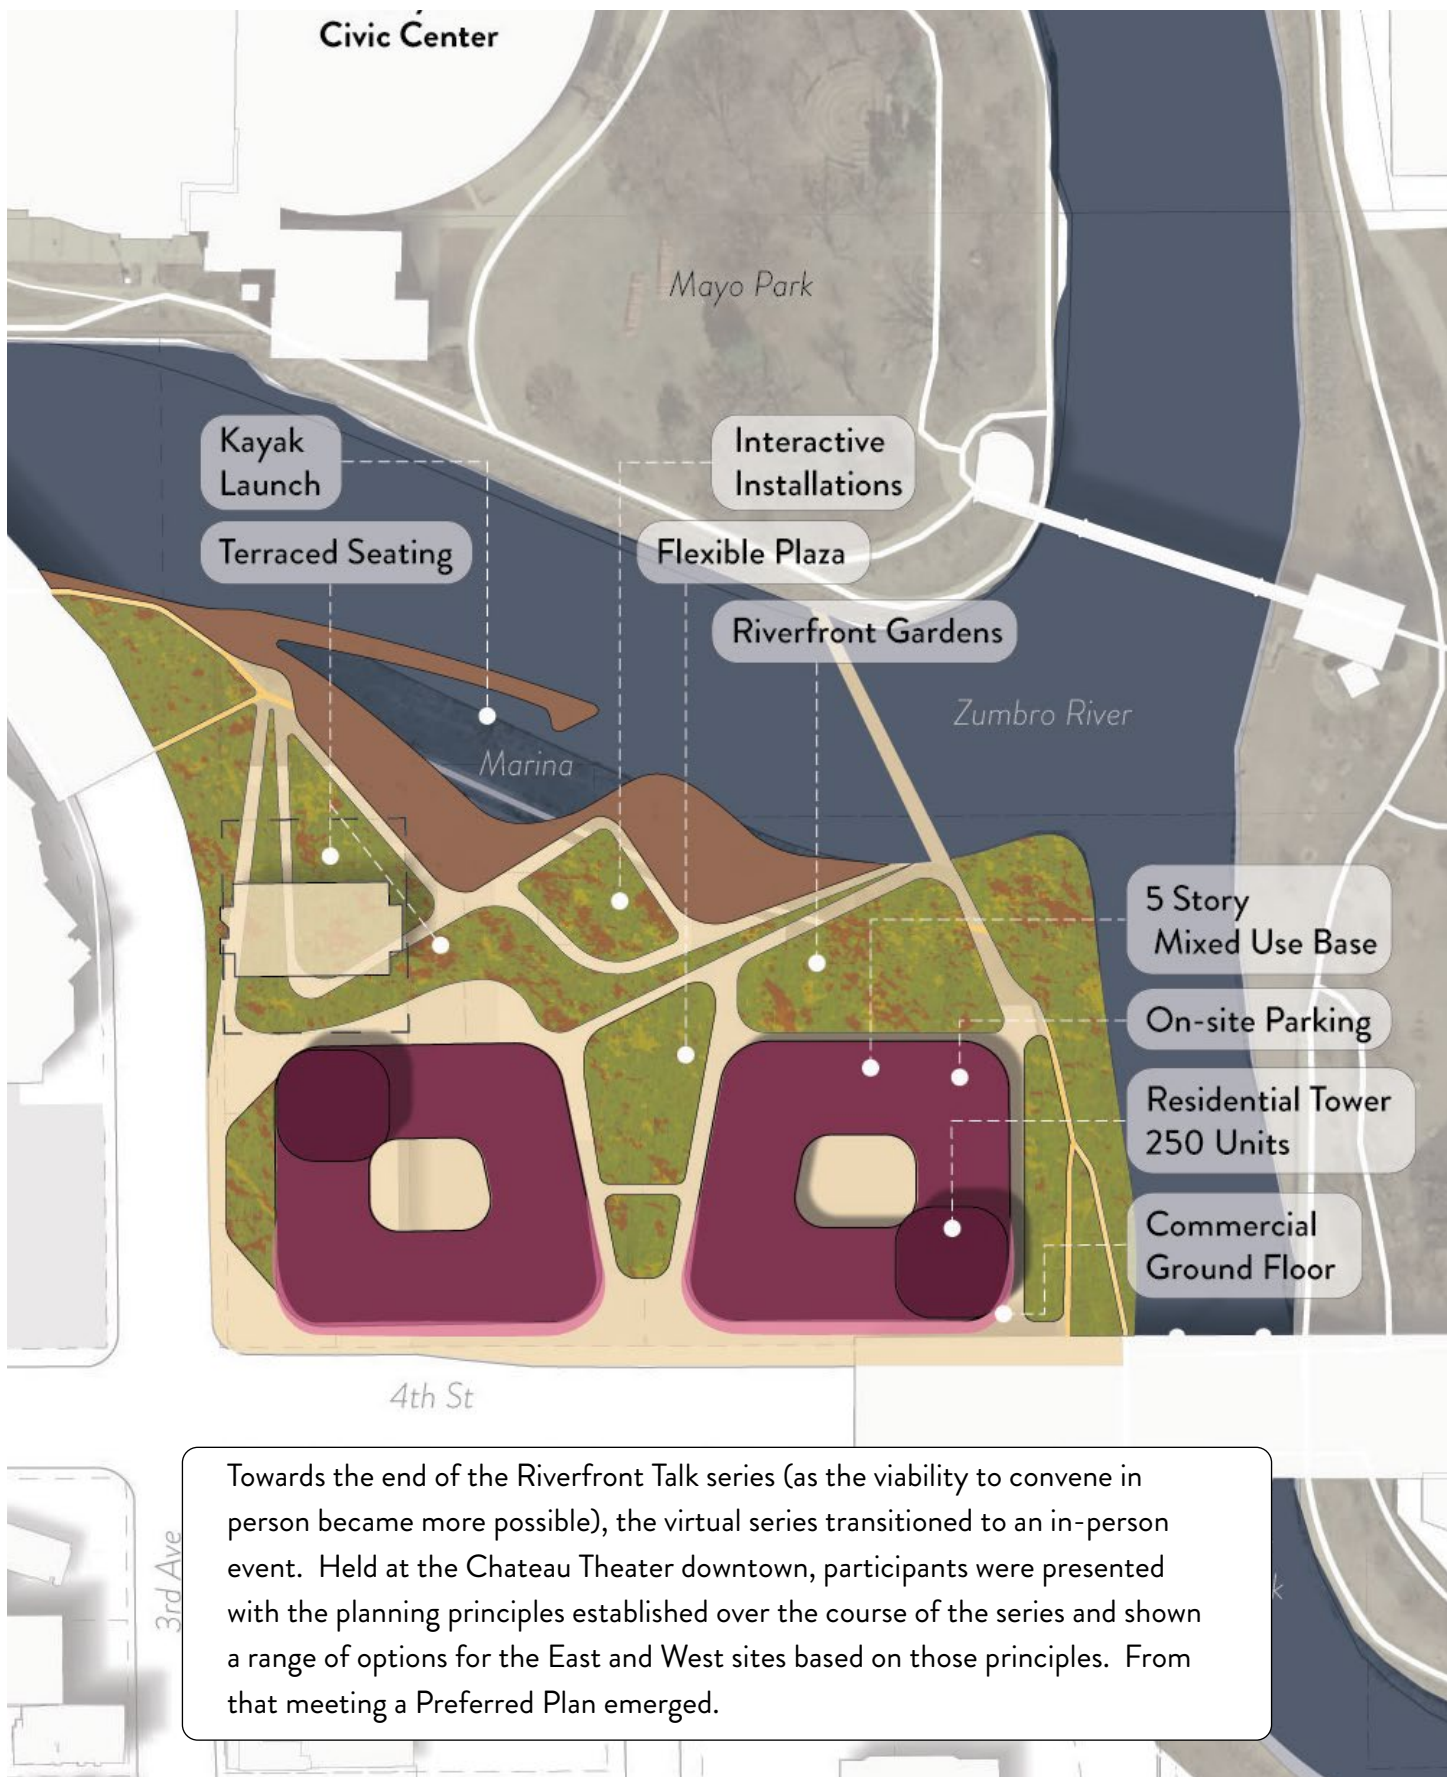 Civic Center
Mayo Park
Kayak
Launch
Interactive
Installations
Terraced Seating
Flexible Plaza
Riverfront Gardens
Zumbro River
Marina
5 Story
Mixed Use Base
On-site Parking
Residential Tower
250 Units
Commercial
Ground Floor
4th St
3rd Ave
Towards the end of the Riverfront Talk series (as the viability to convene in
person became more possible), the virtual series transitioned to an in-person
event.  Held at the Chateau Theater downtown, participants were presented
with the planning principles established over the course of the series and shown
a range of options for the East and West sites based on those principles.  From
that meeting a Preferred Plan emerged.